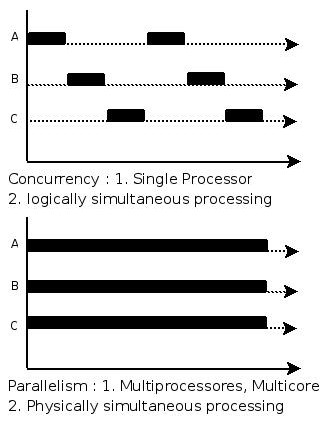 A
B
C
Concurrency : 1. Single Processor
2. logically simultaneous processing
A
B
C
Parallelism : 1. Multiprocessores, Multicore
2. Physically simultaneous processing